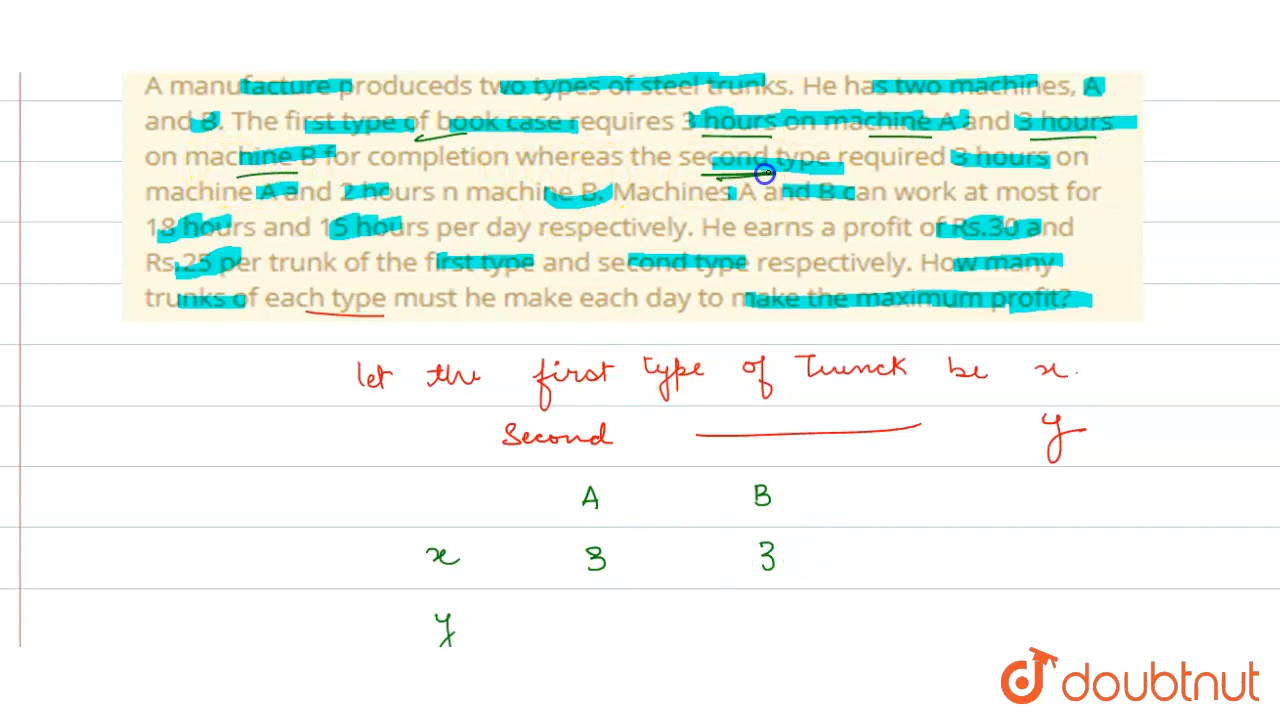 A manufacture produceds two types of steel trunks. He has two machines, A
and B. The first type of book case requires 3 hours on machine A and 3 hours
on machine B for completion whereas the second type required 3 hours on
machine A and 2 hours n machine B. Machines A and B can work at most for
18 hours and 15 hours per day respectively. He earns a profit of Rs.30 and
Rs.25 per trunk of the first type and second type respectively. How many
trunks of each type must he make each day to make the maximum profit?
let the first type of Trunck be x.
Second y
A B
x 3 3
y
doubtnut